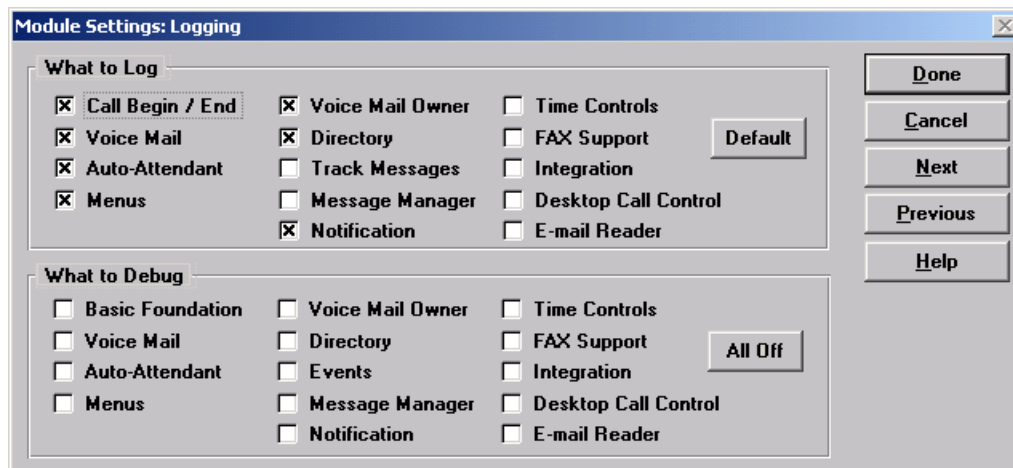 Module Settings: Logging
What to Log
Call Begin / End
Voice Mail
Auto-Attendant
Menus
Voice Mail Owner
Directory
Track Messages
Message Manager
Notification
Time Controls
FAX Support
Integration
Desktop Call Control
E-mail Reader
Default
What to Debug
Basic Foundation
Voice Mail
Auto-Attendant
Menus
Voice Mail Owner
Directory
Events
Message Manager
Notification
Time Controls
FAX Support
Integration
Desktop Call Control
E-mail Reader
All Off
Done
Cancel
Next
Previous
Help